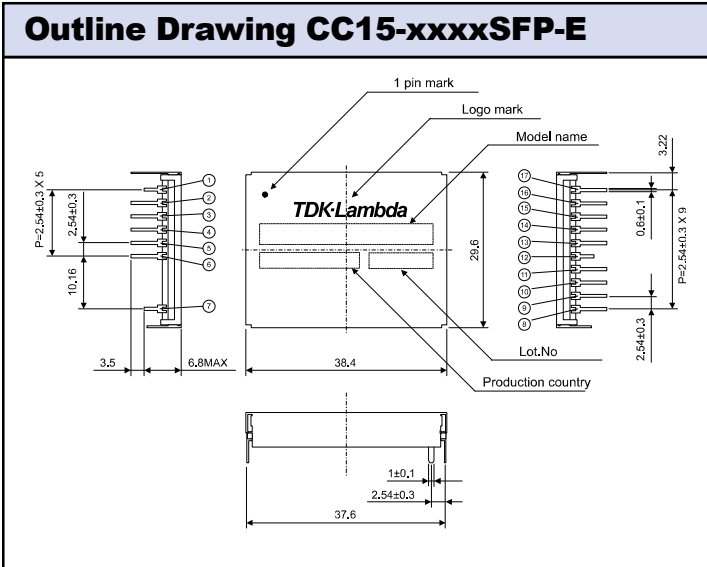 Outline Drawing CC15-xxxxSFP-E
1 pin mark
Logo mark
Model name
TDK·Lambda
Lot.No
Production country
P=2.54±0.3 X 5
2.54±0.3
10.16
3.5
6.8MAX
1
2
3
4
5
6
7
38.4
29.6
17
16
15
14
13
12
11
10
9
8
3.22
0.6±0.1
P=2.54±0.3 X 9
2.54±0.3
1±0.1
2.54±0.3
37.6